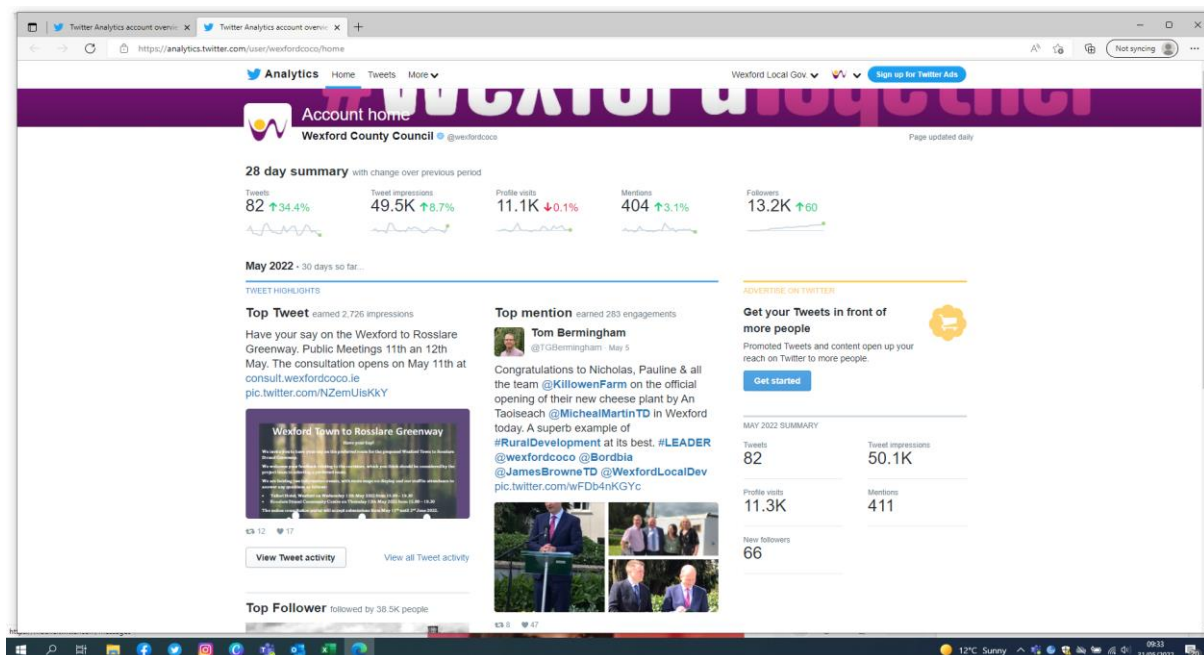 Twitter Analytics account overvie
Twitter Analytics account overvie
https://analytics.twitter.com/user/wexfordcoco/home
Not syncing
Analytics
Home
Tweets
More
Wexford Local Gov.
Sign up for Twitter Ads
#WexfordTogether
Account home
Wexford County Council @wexfordcoco
Page updated daily
28 day summary with change over previous period
Tweets
82 ↑34.4%
Tweet impressions
49.5K ↑8.7%
Profile visits
11.1K ↓0.1%
Mentions
404 ↑3.1%
Followers
13.2K ↑60
May 2022 • 30 days so far...
TWEET HIGHLIGHTS
Top Tweet earned 2,726 impressions
Have your say on the Wexford to Rosslare
Greenway. Public Meetings 11th an 12th
May. The consultation opens on May 11th at
consult.wexfordcoco.ie
pic.twitter.com/NZemUisKkY
Wexford Town to Rosslare Greenway
Have your Say!
12 17
View Tweet activity
View all Tweet activity
Top Follower followed by 38.5K people
Top mention earned 283 engagements
Tom Bermingham
@TGBermingham · May 5
Congratulations to Nicholas, Pauline & all
the team @KillowenFarm on the official
opening of their new cheese plant by An
Taoiseach @MichealMartinTD in Wexford
today. A superb example of
#RuralDevelopment at its best. #LEADER
@wexfordcoco @Bordbia
@JamesBrowneTD @WexfordLocalDev
pic.twitter.com/wFDb4nKGYc
8 47
ADVERTISE ON TWITTER
Get your Tweets in front of
more people
Promoted Tweets and content open up your
reach on Twitter to more people.
Get started
MAY 2022 SUMMARY
Tweets
82
Tweet impressions
50.1K
Profile visits
11.3K
Mentions
411
New followers
66
12°C Sunny
09:33
31/05/2022